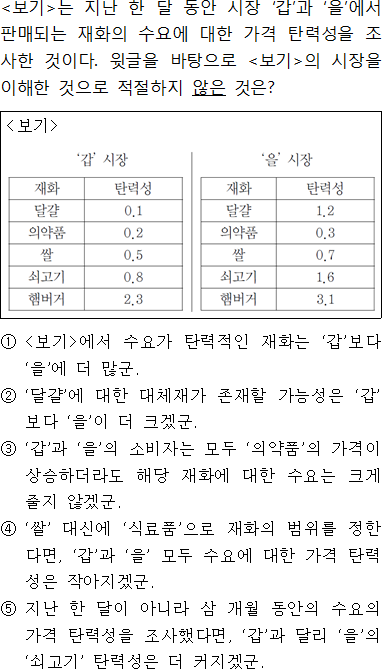 <보기>는 지난 한 달 동안 시장 '갑'과 '을'에서
판매되는 재화의 수요에 대한 가격 탄력성을 조
사한 것이다. 윗글을 바탕으로 <보기>의 시장을
이해한 것으로 적절하지 않은 것은?
<보기>
'갑' 시장
재화 탄력성
달걀 0.1
의약품 0.2
쌀 0.5
쇠고기 0.8
햄버거 2.3
'을' 시장
재화 탄력성
달걀 1.2
의약품 0.3
쌀 0.7
쇠고기 1.6
햄버거 3.1
① <보기>에서 수요가 탄력적인 재화는 '갑'보다
'을'에 더 많군.
② '달걀'에 대한 대체재가 존재할 가능성은 '갑'
보다 '을'이 더 크겠군.
③ '갑'과 '을'의 소비자는 모두 '의약품'의 가격이
상승하더라도 해당 재화에 대한 수요는 크게
줄지 않겠군.
④ '쌀' 대신에 '식료품'으로 재화의 범위를 정한
다면, '갑'과 '을' 모두 수요에 대한 가격 탄력
성은 작아지겠군.
⑤ 지난 한 달이 아니라 삼 개월 동안의 수요의
가격 탄력성을 조사했다면, '갑'과 달리 '을'의
'쇠고기' 탄력성은 더 커지겠군.